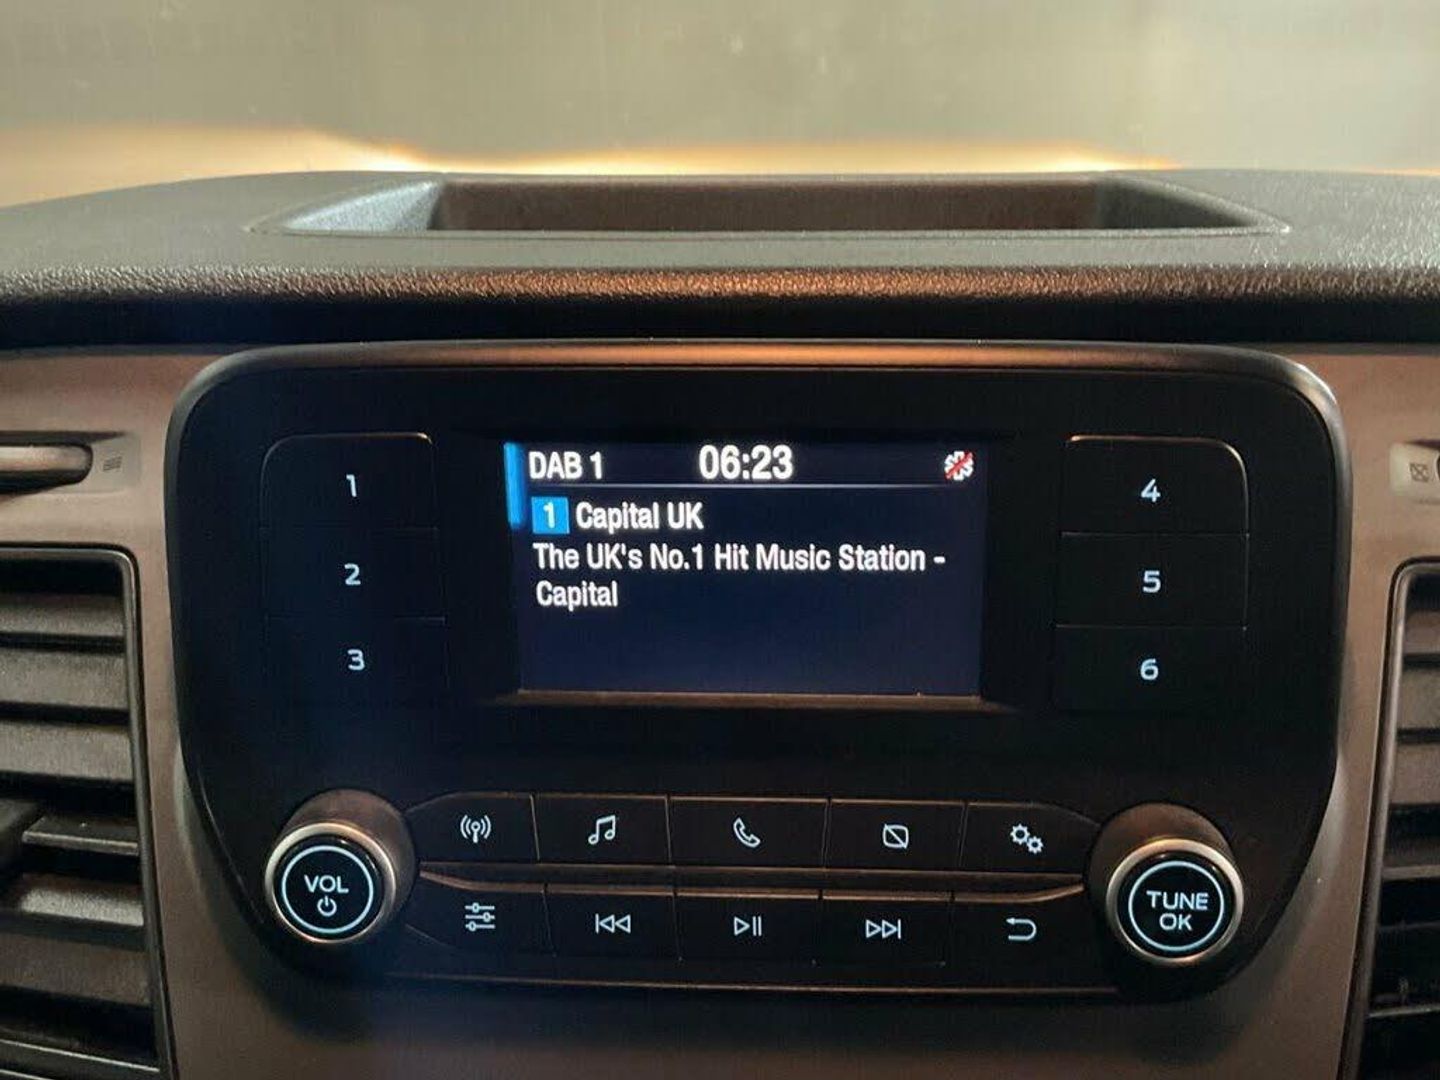 DAB 1 06:23
1 Capital UK
The UK's No.1 Hit Music Station -
Capital
1
2
3
4
5
6
VOL
TUNE
OK